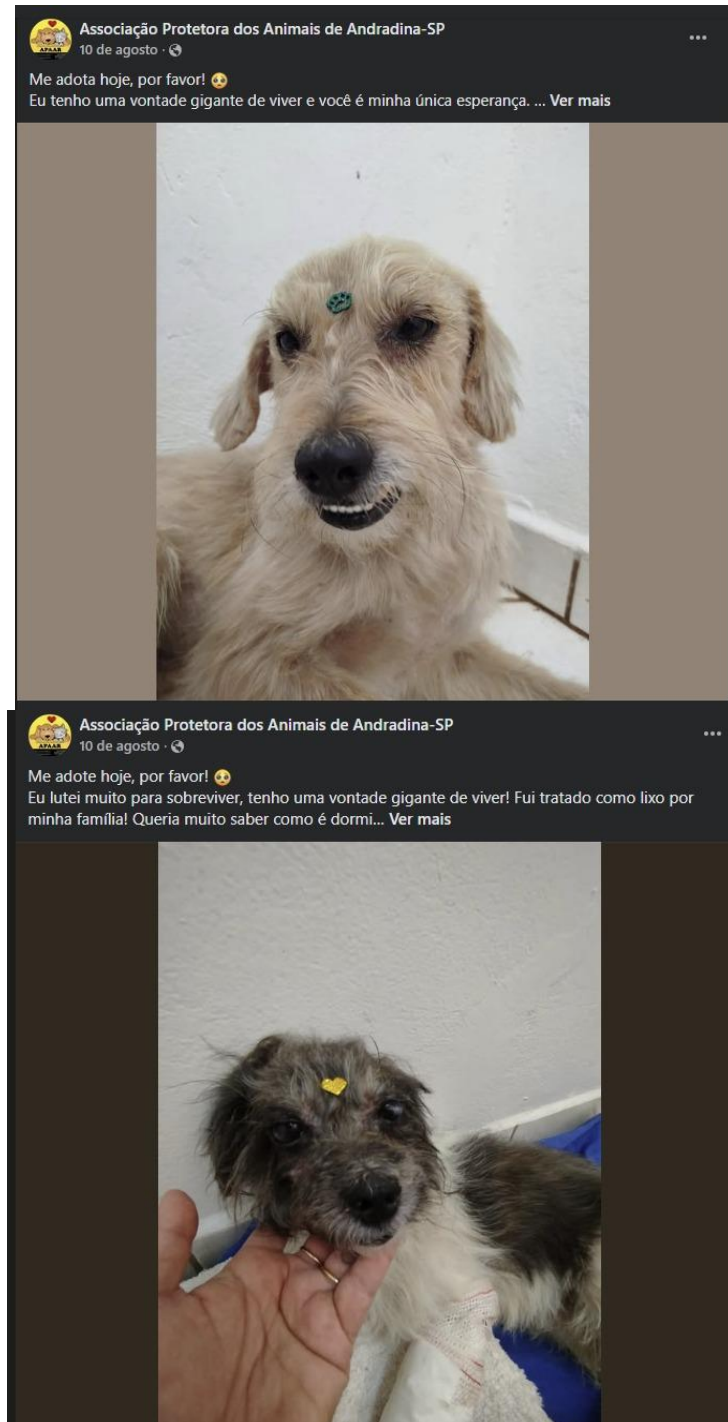 Associação Protetora dos Animais de Andradina-SP
10 de agosto ·
Me adota hoje, por favor! 🥺
Eu tenho uma vontade gigante de viver e você é minha única esperança. ... Ver mais
APAAR
Associação Protetora dos Animais de Andradina-SP
10 de agosto ·
Me adote hoje, por favor! 🥺
Eu lutei muito para sobreviver, tenho uma vontade gigante de viver! Fui tratado como lixo por
minha família! Queria muito saber como é dormi... Ver mais
APAAR